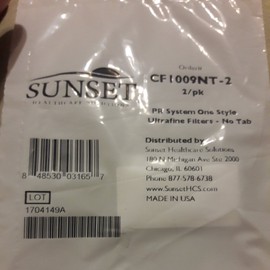 Order#:
CF1009NT-2
2/pk
SUNSET
HEALTHCARE SOLUTIONS
PR System One Style
Ultrafine Filters - No Tab
Distributed by:
Sunset Healthcare Solutions
180 N Michigan Ave Ste 2000
Chicago, IL 60601
Phone 877-578-6738
www.SunsetHCS.com
MADE IN USA
8 48530 03165 7
LOT
1704149A